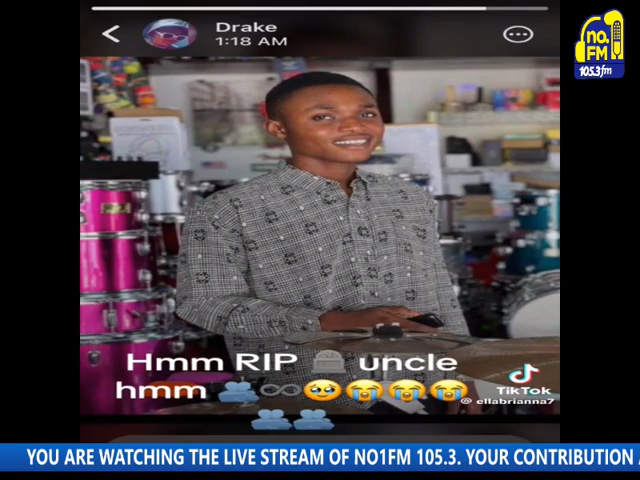 Drake
1:18 AM
no.1
FM
105.3fm
Hmm RIP 🪦 uncle
hmm 🫂♾🥹😭😭😭
🫂🫂
TikTok
@ ellabrianna7
YOU ARE WATCHING THE LIVE STREAM OF NO1FM 105.3. YOUR CONTRIBUTION